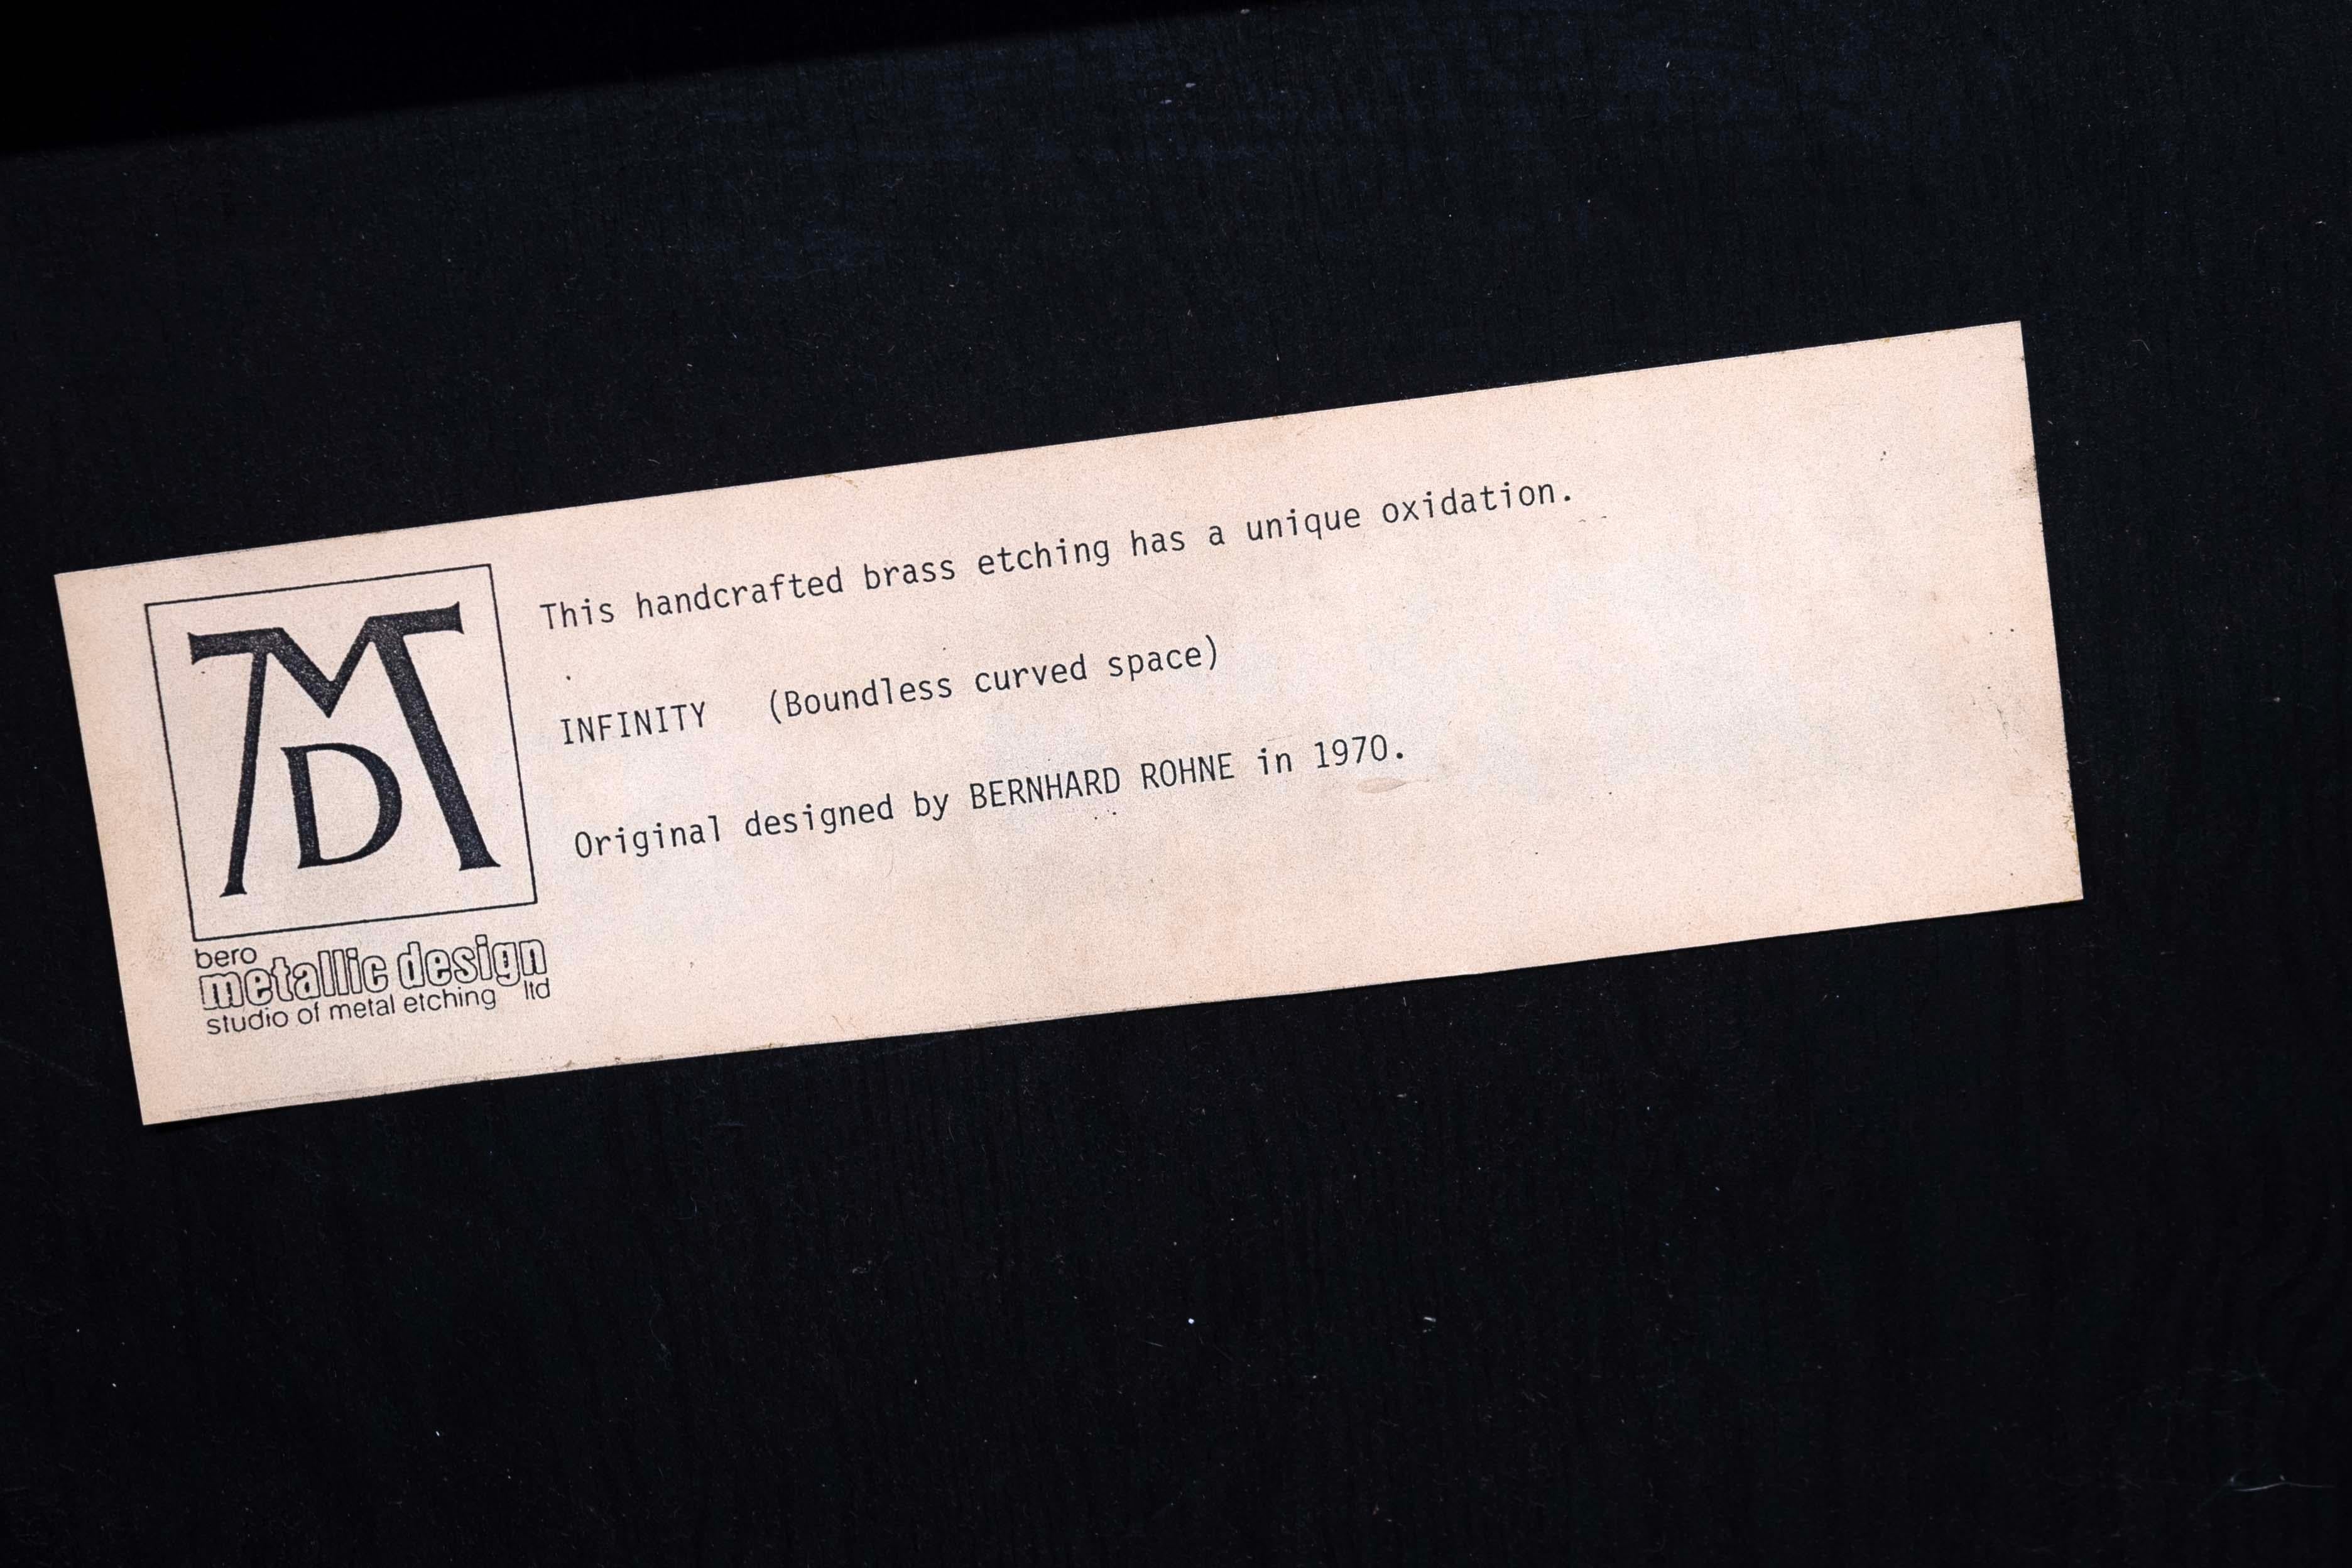 This handcrafted brass etching has a unique oxidation.
INFINITY (Boundless curved space)
Original designed by BERNHARD ROHNE in 1970.
MD
bero
metallic design
studio of metal etching ltd